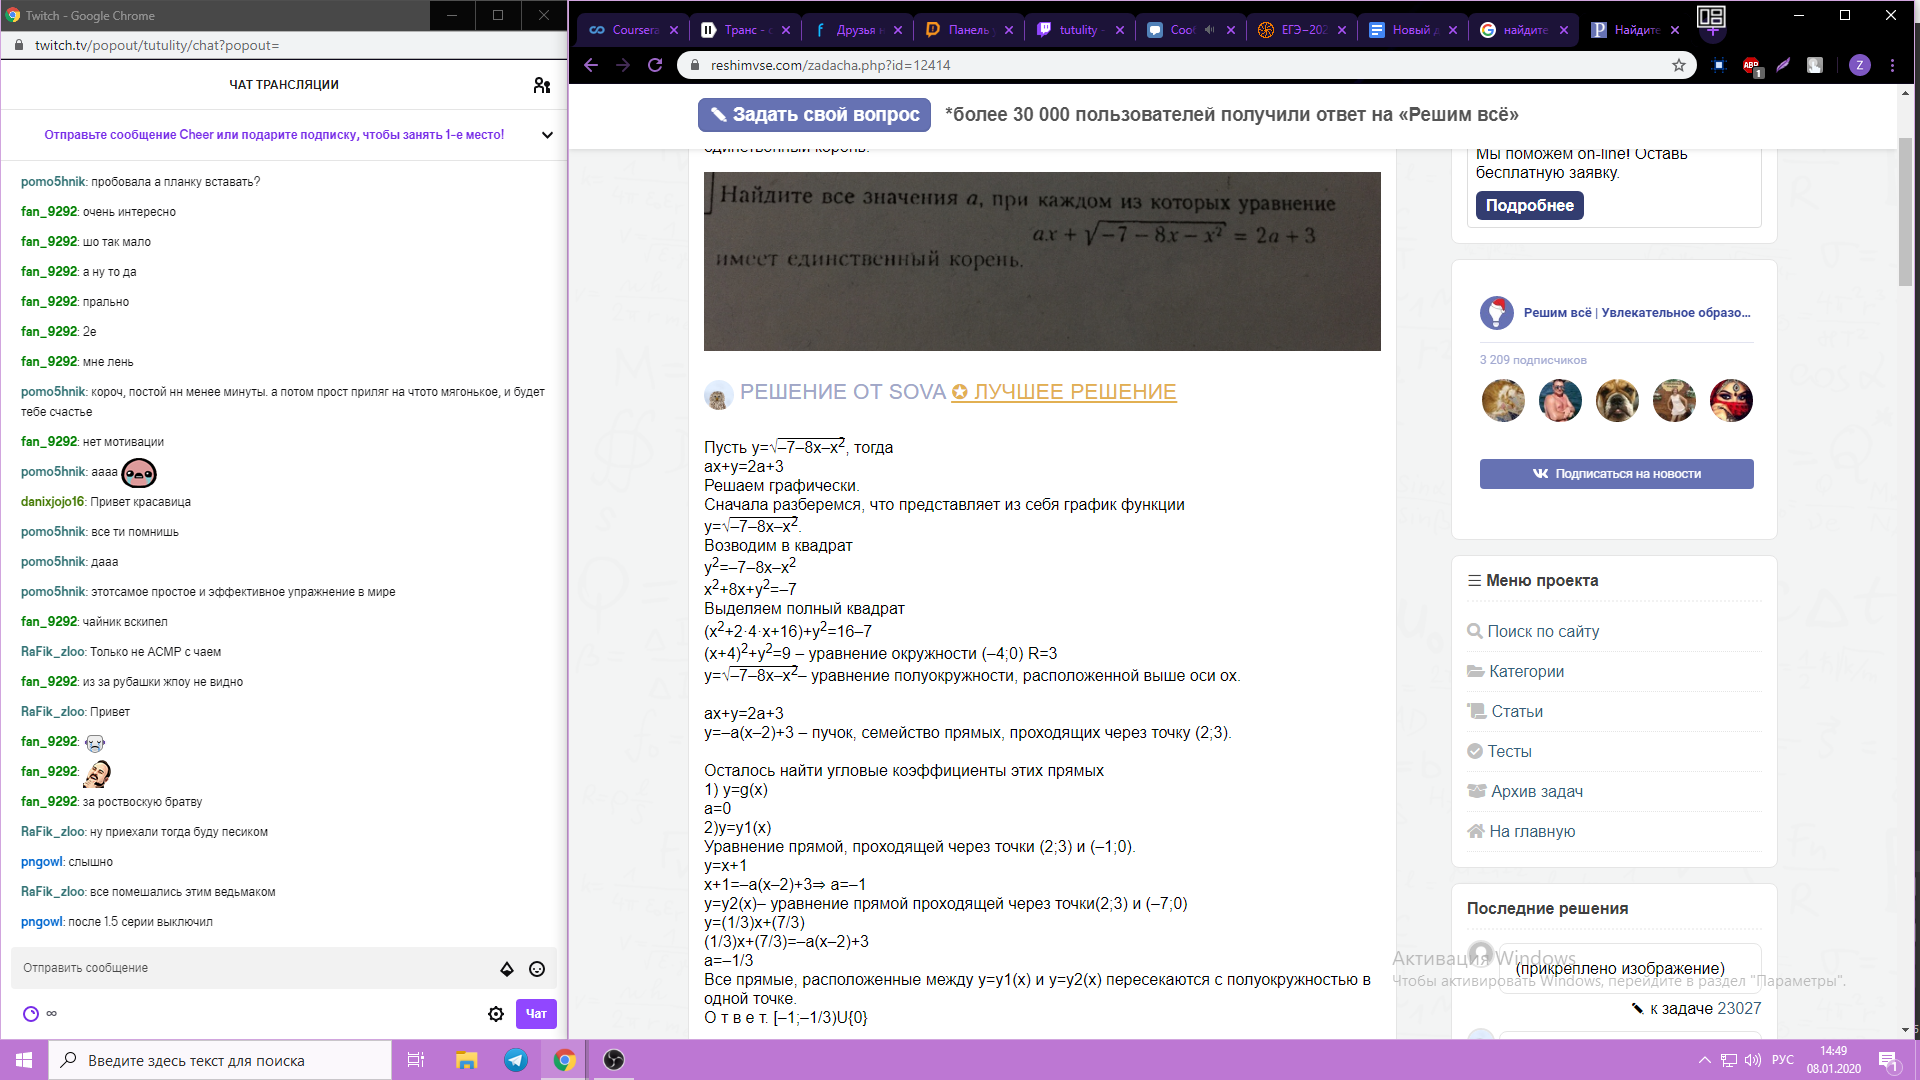 Twitch - Google Chrome
twitch.tv/popout/tutulity/chat?popout=
ЧАТ ТРАНСЛЯЦИИ
Отправьте сообщение Cheer или подарите подписку, чтобы занять 1-е место!
pomo5hnik: пробовала а планку вставать?
fan_9292: очень интересно
fan_9292: шо так мало
fan_9292: а ну то да
fan_9292: прально
fan_9292: 2е
fan_9292: мне лень
pomo5hnik: короч, постой нн менее минуты. а потом прост приляг на чтото мягонькое, и будет
тебе счастье
fan_9292: нет мотивации
pomo5hnik: аааа
danixjojo16: Привет красавица
pomo5hnik: все ти помнишь
pomo5hnik: дааа
pomo5hnik: этотсамое простое и эффективное упражнение в мире
fan_9292: чайник вскипел
RaFik_zloo: Только не АСМР с чаем
fan_9292: из за рубашки жпоу не видно
RaFik_zloo: Привет
fan_9292:
fan_9292:
fan_9292: за роствоскую братву
RaFik_zloo: ну приехали тогда буду песиком
pngowl: слышно
RaFik_zloo: все помешались этим ведьмаком
pngowl: после 1.5 серии выключил
Отправить сообщение
∞
Чат
Coursera
Транс - с
Друзья н
Панель у
tutulity -
Сооб
ЕГЭ–202
Новый д
найдите
Найдите
reshimvse.com/zadacha.php?id=12414
ABP 1
Z
Задать свой вопрос *более 30 000 пользователей получили ответ на «Решим всё»
единственный корень.
Найдите все значения a, при каждом из которых уравнение
ax + √−7 − 8x − x² = 2a + 3
имеет единственный корень.
РЕШЕНИЕ ОТ SOVA ✪ ЛУЧШЕЕ РЕШЕНИЕ
Пусть y=√–7–8x–x², тогда
ax+y=2a+3
Решаем графически.
Сначала разберемся, что представляет из себя график функции
y=√–7–8x–x².
Возводим в квадрат
y²=–7–8x–x²
x²+8x+y²=–7
Выделяем полный квадрат
(x²+2·4·x+16)+y²=16–7
(x+4)²+y²=9 – уравнение окружности (–4;0) R=3
y=√–7–8x–x²– уравнение полуокружности, расположенной выше оси ох.
ax+y=2a+3
y=–a(x–2)+3 – пучок, семейство прямых, проходящих через точку (2;3).
Осталось найти угловые коэффициенты этих прямых
1) y=g(x)
a=0
2)y=y1(x)
Уравнение прямой, проходящей через точки (2;3) и (–1;0).
y=x+1
x+1=–a(x–2)+3⇒ a=–1
y=y2(x)– уравнение прямой проходящей через точки(2;3) и (–7;0)
y=(1/3)x+(7/3)
(1/3)x+(7/3)=–a(x–2)+3
a=–1/3
Все прямые, расположенные между y=y1(x) и y=y2(x) пересекаются с полуокружностью в
одной точке.
О т в е т. [–1;–1/3)U{0}
Мы поможем on-line! Оставь
бесплатную заявку.
Подробнее
Решим всё | Увлекательное образо...
3 209 подписчиков
Подписаться на новости
☰ Меню проекта
Поиск по сайту
Категории
Статьи
Тесты
Архив задач
На главную
Последние решения
(прикреплено изображение)
к задаче 23027
Активация Windows
Чтобы активировать Windows, перейдите в раздел "Параметры".
Введите здесь текст для поиска
РУС
14:49
08.01.2020
1